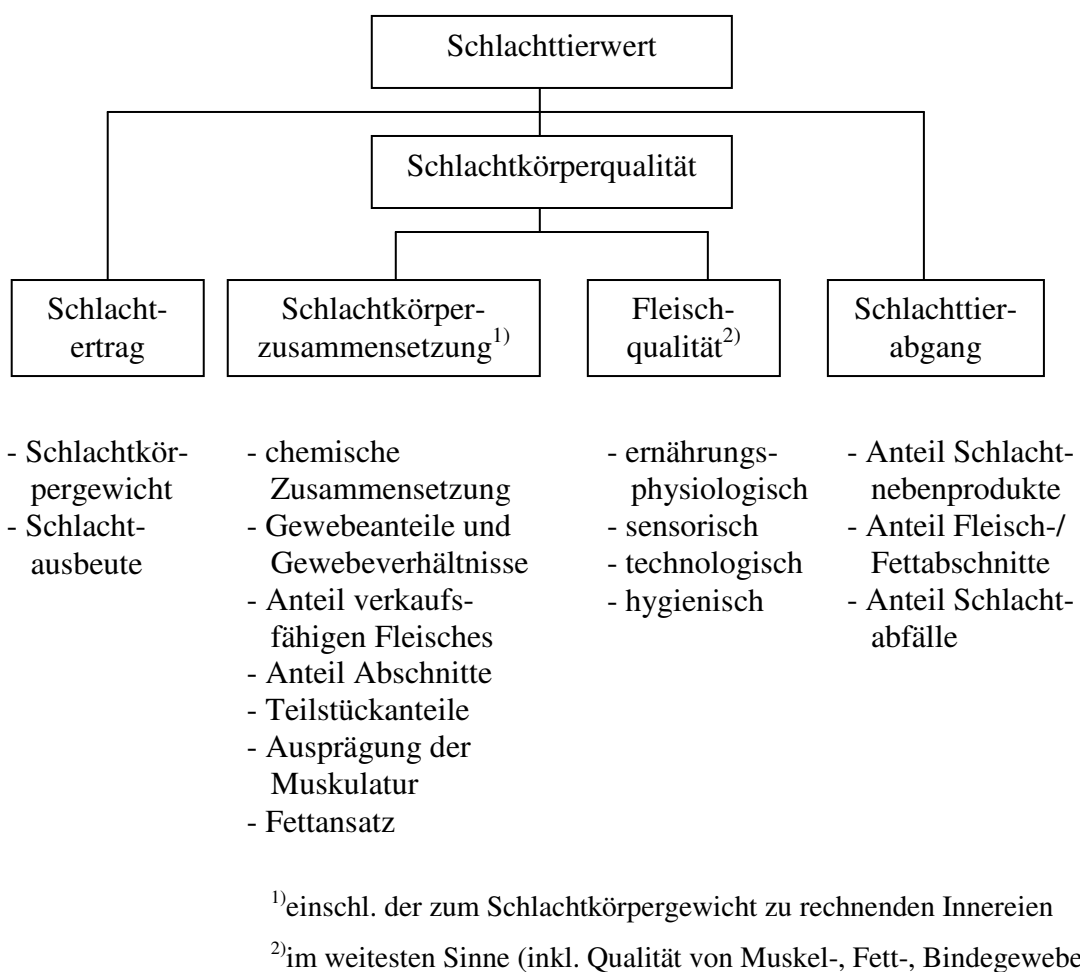 Schlachttierwert
Schlachtkörperqualität
Schlacht-
ertrag
Schlachtkörper-
zusammensetzung1)
Fleisch-
qualität2)
Schlachttier-
abgang
- Schlachtkör-
pergewicht
- Schlacht-
ausbeute
- chemische
Zusammensetzung
- Gewebeanteile und
Gewebeverhältnisse
- Anteil verkaufs-
fähigen Fleisches
- Anteil Abschnitte
- Teilstückanteile
- Ausprägung der
Muskulatur
- Fettansatz
- ernährungs-
physiologisch
- sensorisch
- technologisch
- hygienisch
- Anteil Schlacht-
nebenprodukte
- Anteil Fleisch-/
Fettabschnitte
- Anteil Schlacht-
abfälle
1)einschl. der zum Schlachtkörpergewicht zu rechnenden Innereien
2)im weitesten Sinne (inkl. Qualität von Muskel-, Fett-, Bindegewebe